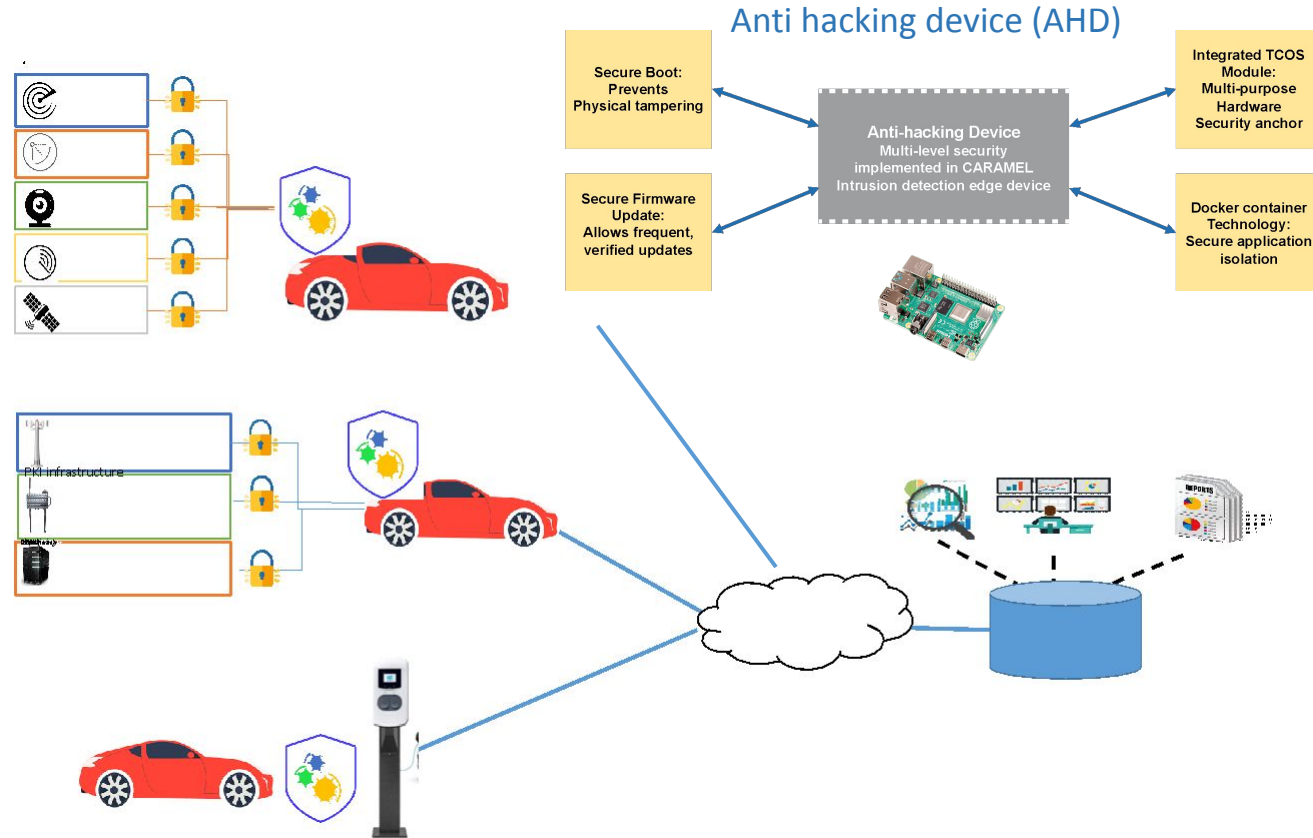 Anti hacking device (AHD)
Secure Boot:
Prevents
Physical tampering
Integrated TCOS
Module:
Multi-purpose
Hardware
Security anchor
Anti-hacking Device
Multi-level security
implemented in CARAMEL
Intrusion detection edge device
Secure Firmware
Update:
Allows frequent,
verified updates
Docker container
Technology:
Secure application
isolation
PKI infrastructure
REPORTS